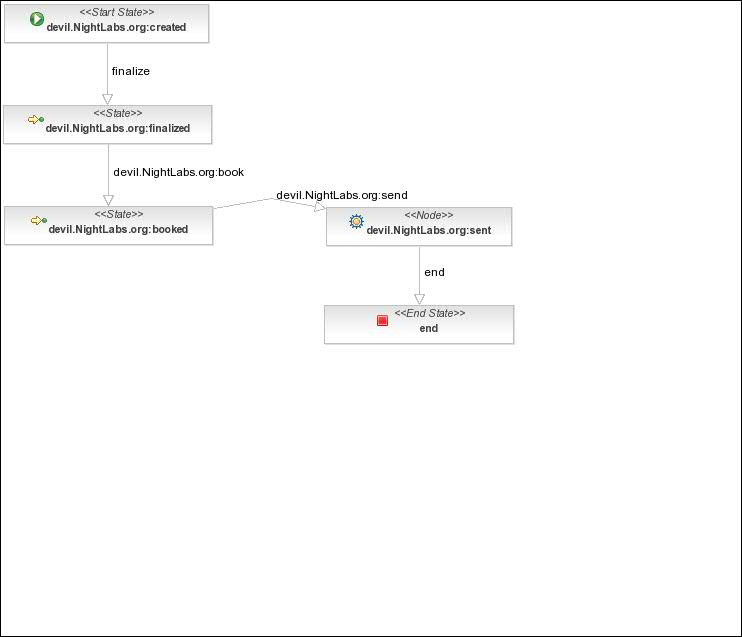 <<Start State>>
devil.NightLabs.org:created
finalize
<<State>>
devil.NightLabs.org:finalized
devil.NightLabs.org:book
<<State>>
devil.NightLabs.org:booked
devil.NightLabs.org:send
<<Node>>
devil.NightLabs.org:sent
end
<<End State>>
end